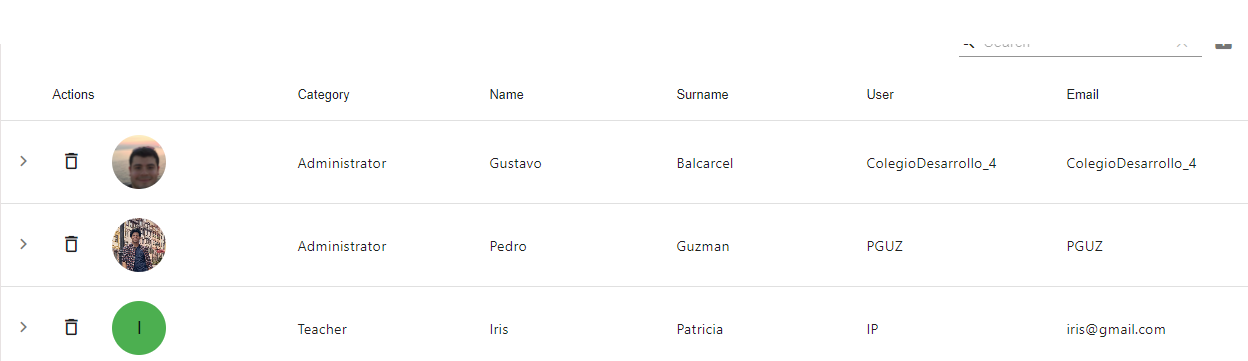 Search
Actions Category Name Surname User Email
Administrator Gustavo Balcarcel ColegioDesarrollo_4 ColegioDesarrollo_4
Administrator Pedro Guzman PGUZ PGUZ
I Teacher Iris Patricia IP iris@gmail.com